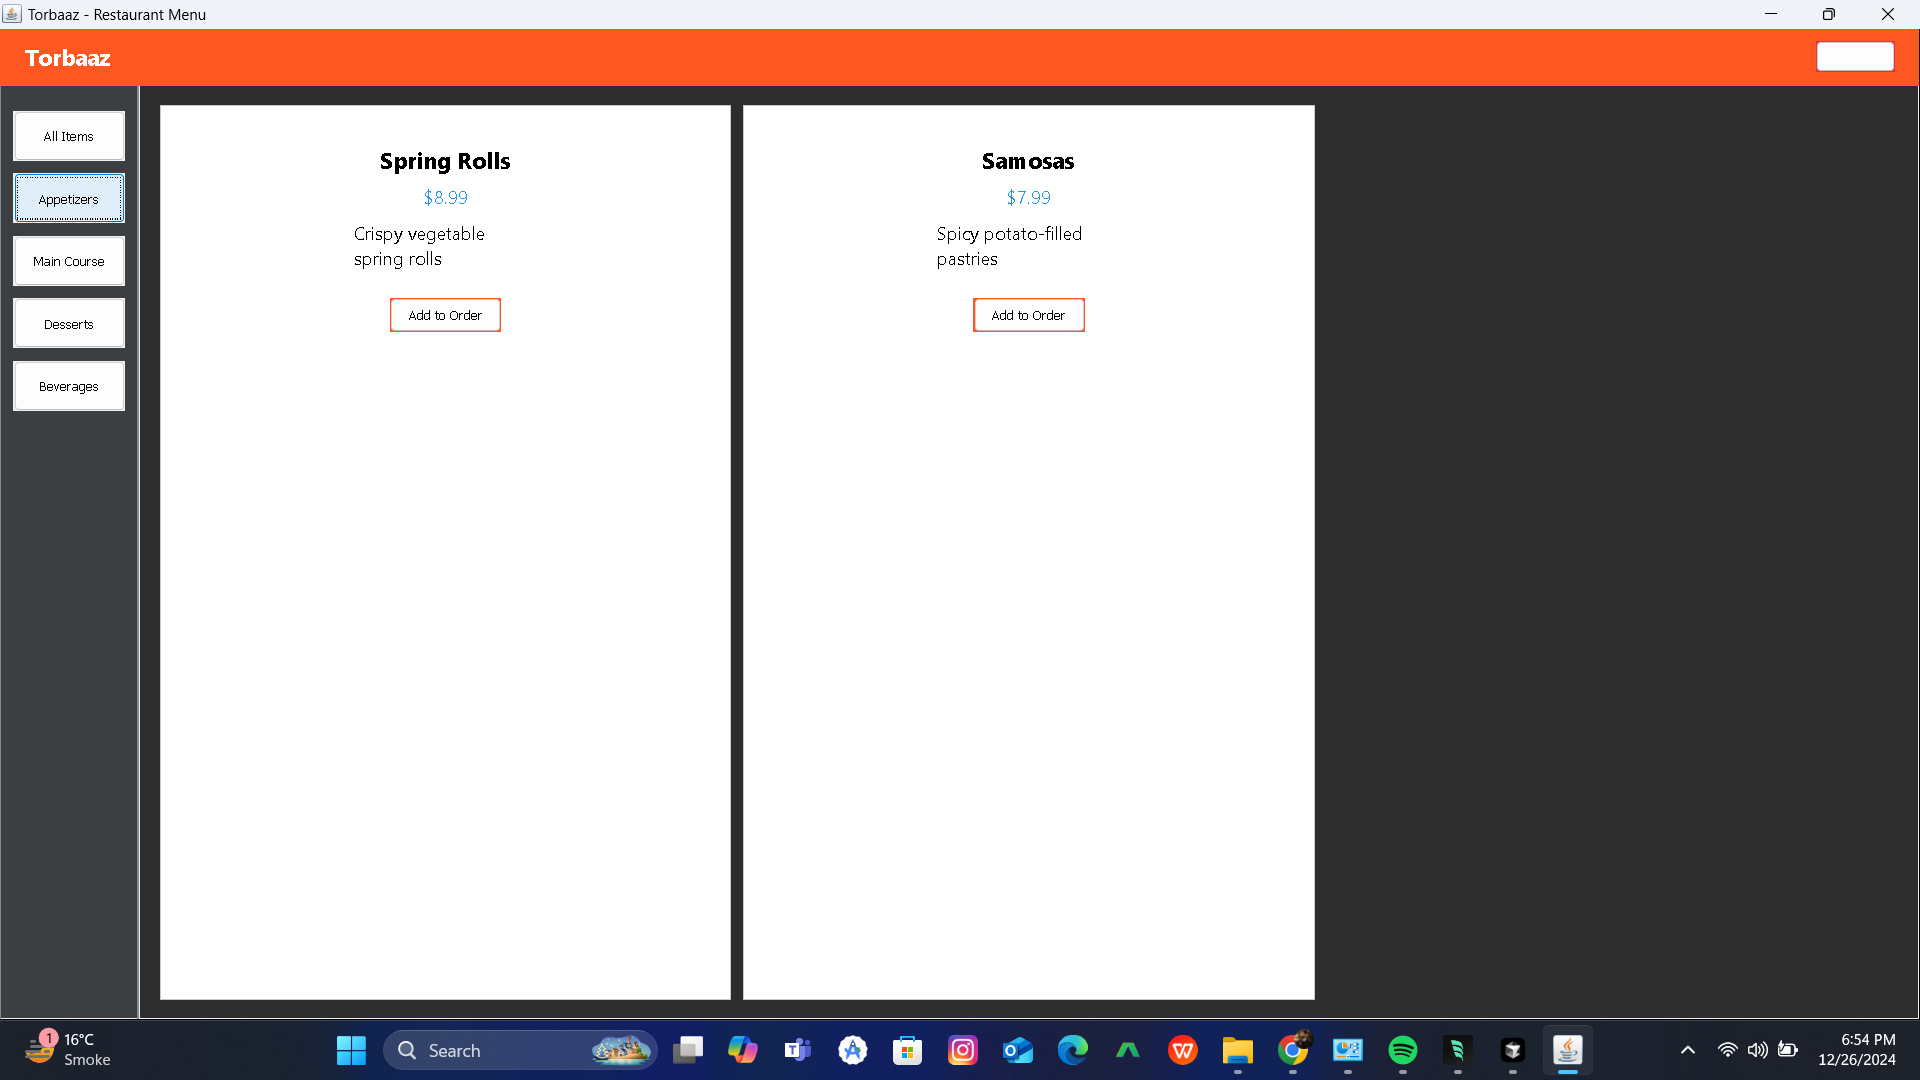 Torbaaz - Restaurant Menu
Torbaaz
All Items
Appetizers
Main Course
Desserts
Beverages
Spring Rolls
$8.99
Crispy vegetable
spring rolls
Add to Order
Samosas
$7.99
Spicy potato-filled
pastries
Add to Order
1
16°C
Smoke
Search
6:54 PM
12/26/2024